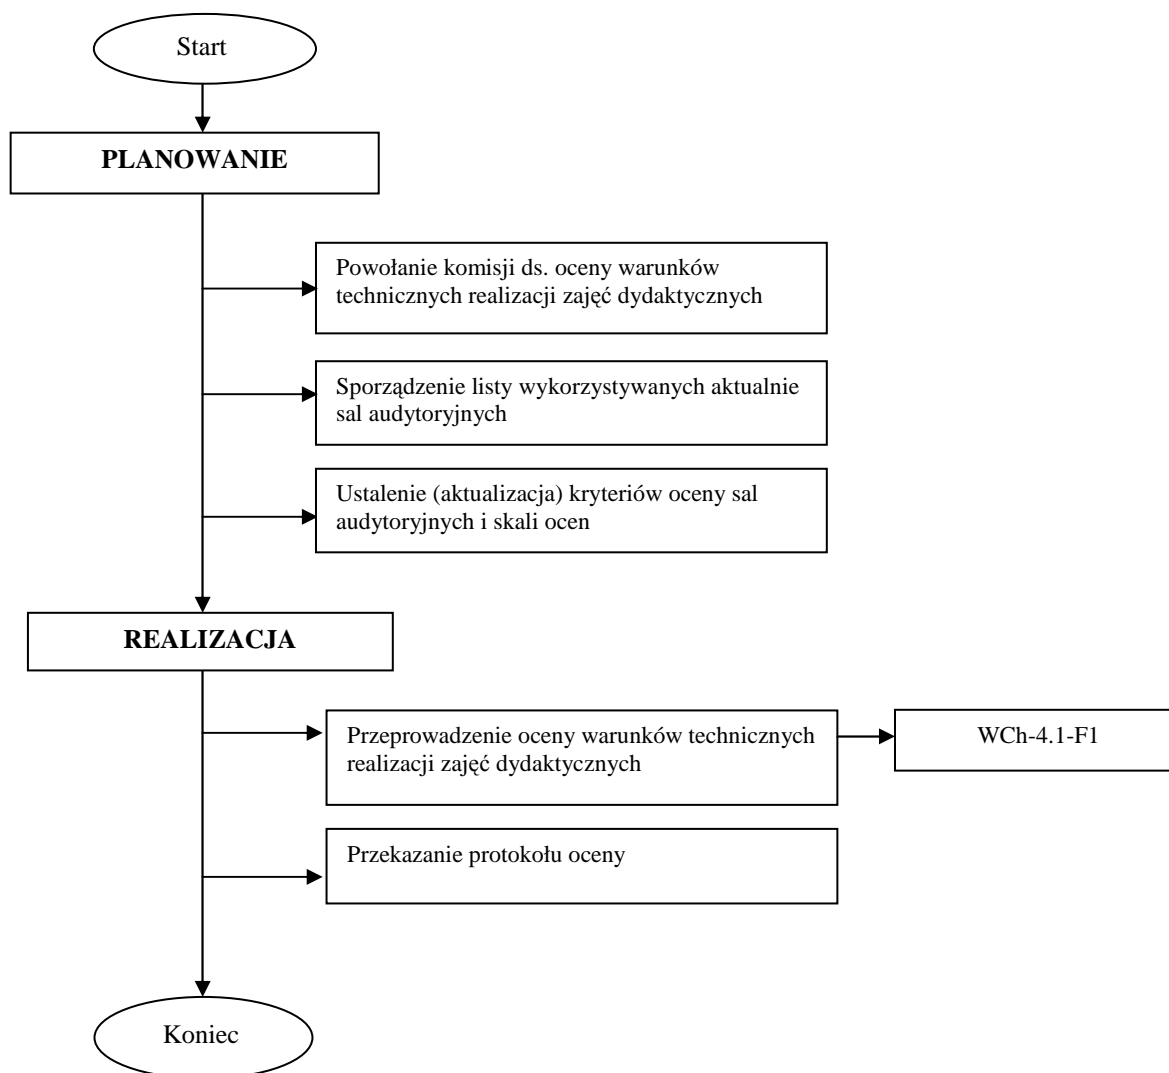 Start
PLANOWANIE
Powołanie komisji ds. oceny warunków
technicznych realizacji zajęć dydaktycznych
Sporządzenie listy wykorzystywanych aktualnie
sal audytoryjnych
Ustalenie (aktualizacja) kryteriów oceny sal
audytoryjnych i skali ocen
REALIZACJA
Przeprowadzenie oceny warunków technicznych
realizacji zajęć dydaktycznych
WCh-4.1-F1
Przekazanie protokołu oceny
Koniec